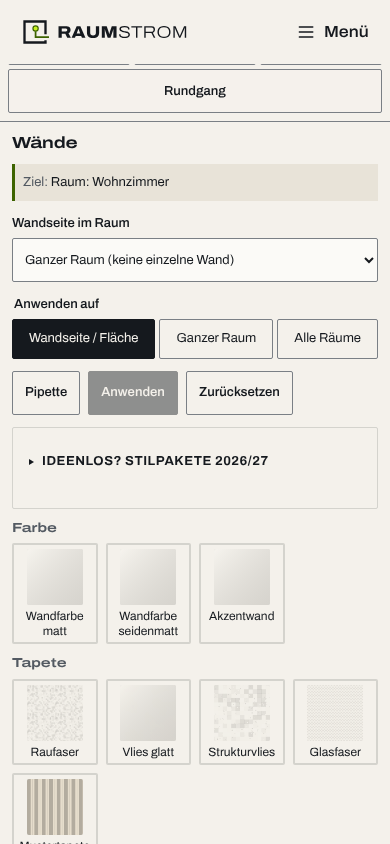 RAUMSTROM
Menü
Rundgang
Wände
Ziel: Raum: Wohnzimmer
Wandseite im Raum
Ganzer Raum (keine einzelne Wand)
Anwenden auf
Wandseite / Fläche
Ganzer Raum
Alle Räume
Pipette
Anwenden
Zurücksetzen
IDEENLOS? STILPAKETE 2026/27
Farbe
Wandfarbe
matt
Wandfarbe
seidenmatt
Akzentwand
Tapete
Raufaser
Vlies glatt
Strukturvlies
Glasfaser